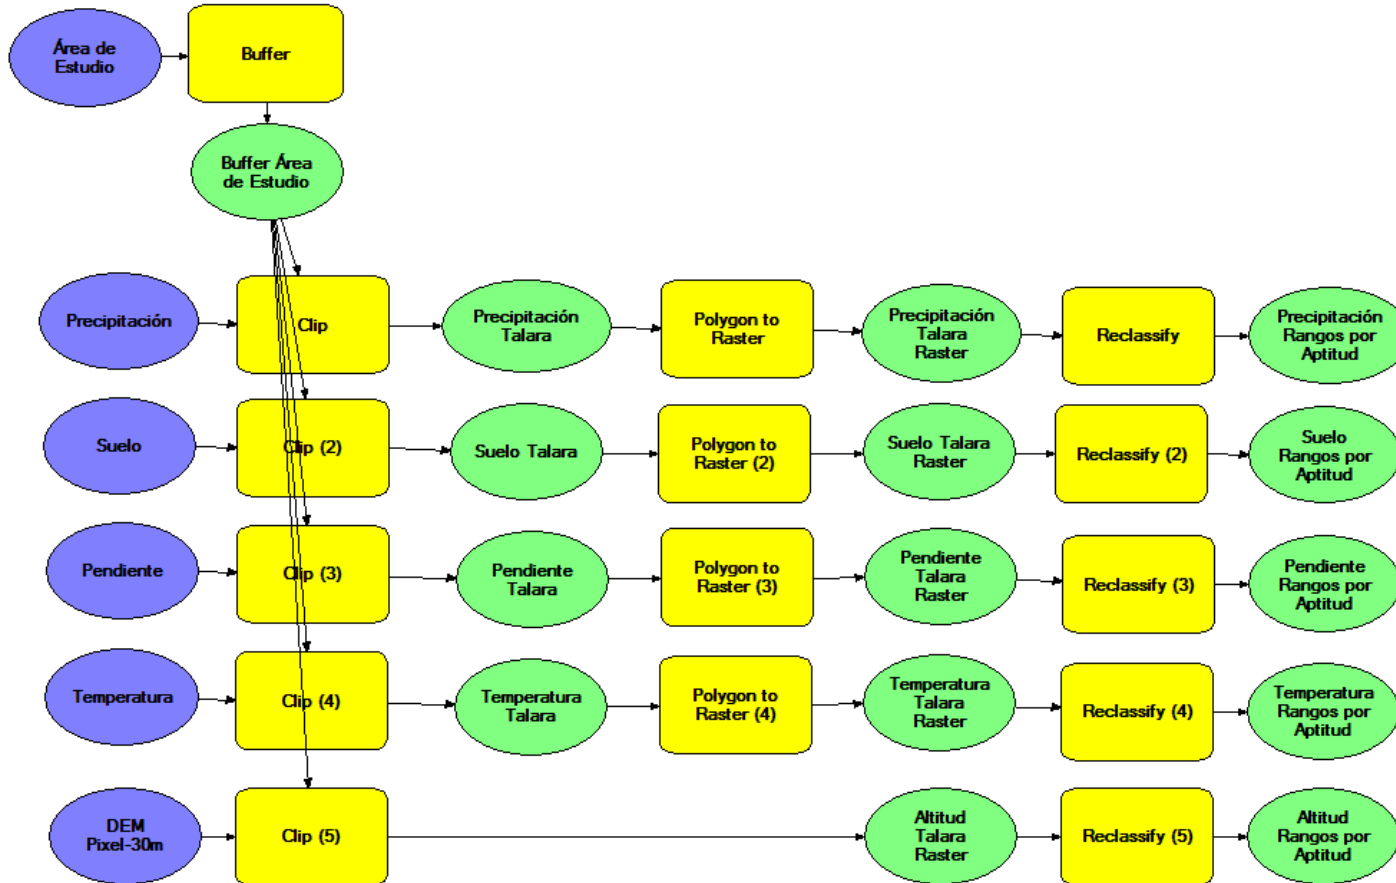 Área de
Estudio
Buffer
Buffer Área
de Estudio
Precipitación
Clip
Precipitación
Talara
Polygon to
Raster
Precipitación
Talara
Raster
Reclassify
Precipitación
Rangos por
Aptitud
Suelo
Clip (2)
Suelo Talara
Polygon to
Raster (2)
Suelo Talara
Raster
Reclassify (2)
Suelo
Rangos por
Aptitud
Pendiente
Clip (3)
Pendiente
Talara
Polygon to
Raster (3)
Pendiente
Talara
Raster
Reclassify (3)
Pendiente
Rangos por
Aptitud
Temperatura
Clip (4)
Temperatura
Talara
Polygon to
Raster (4)
Temperatura
Talara
Raster
Reclassify (4)
Temperatura
Rangos por
Aptitud
DEM
Pixel-30m
Clip (5)
Altitud
Talara
Raster
Reclassify (5)
Altitud
Rangos por
Aptitud